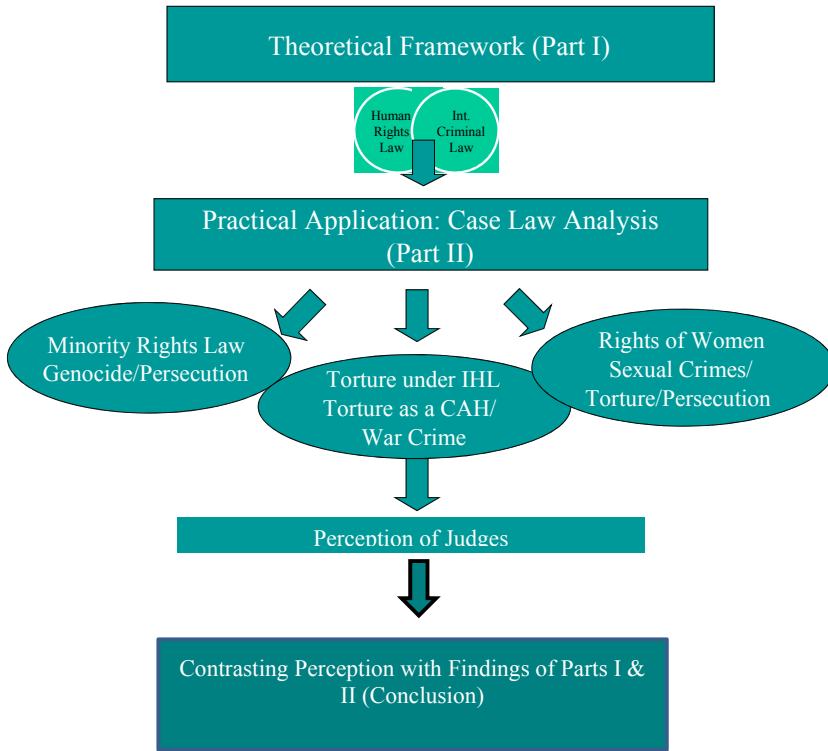 Theoretical Framework (Part I)
Human
Rights
Law
Int.
Criminal
Law
Practical Application: Case Law Analysis
(Part II)
Minority Rights Law
Genocide/Persecution
Torture under IHL
Torture as a CAH/
War Crime
Rights of Women
Sexual Crimes/
Torture/Persecution
Perception of Judges
Contrasting Perception with Findings of Parts I &
II (Conclusion)